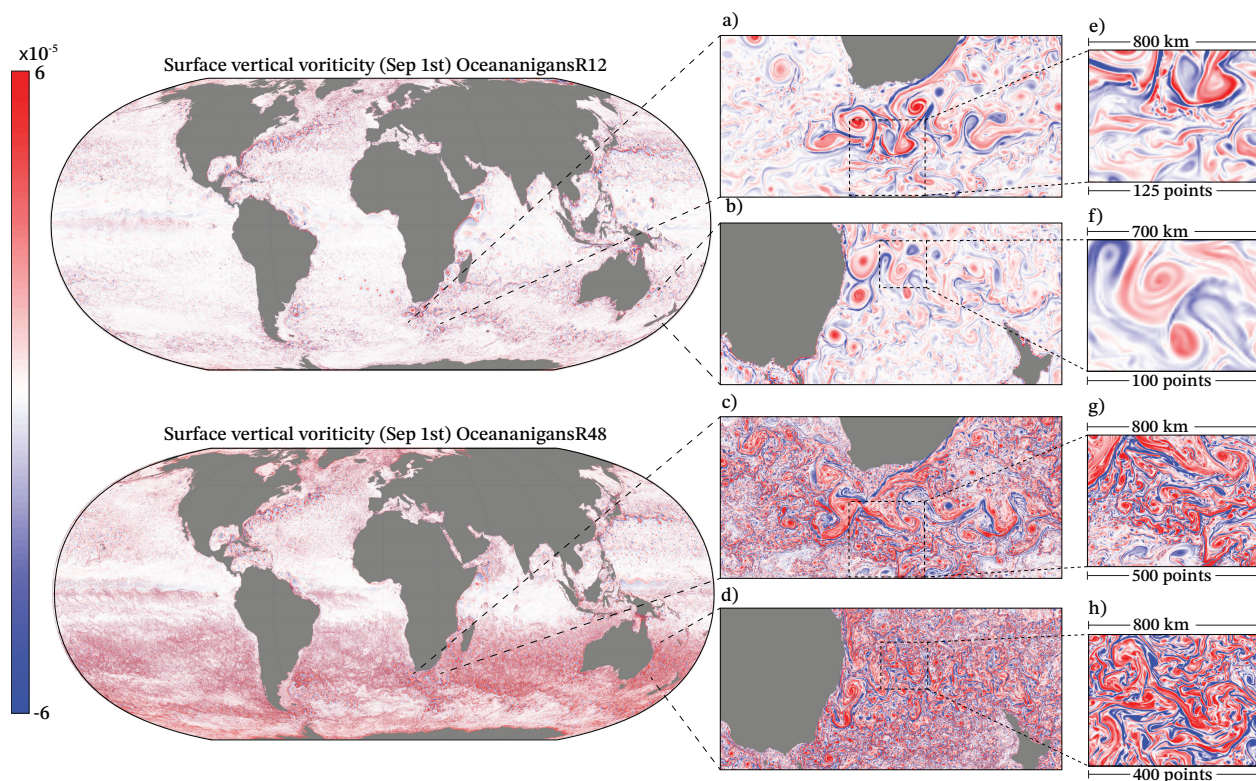 x10-5
6
-6
Surface vertical voriticity (Sep 1st) OceananigansR12
a)
b)
e)
800 km
125 points
f)
700 km
100 points
Surface vertical voriticity (Sep 1st) OceananigansR48
c)
d)
g)
800 km
500 points
h)
800 km
400 points